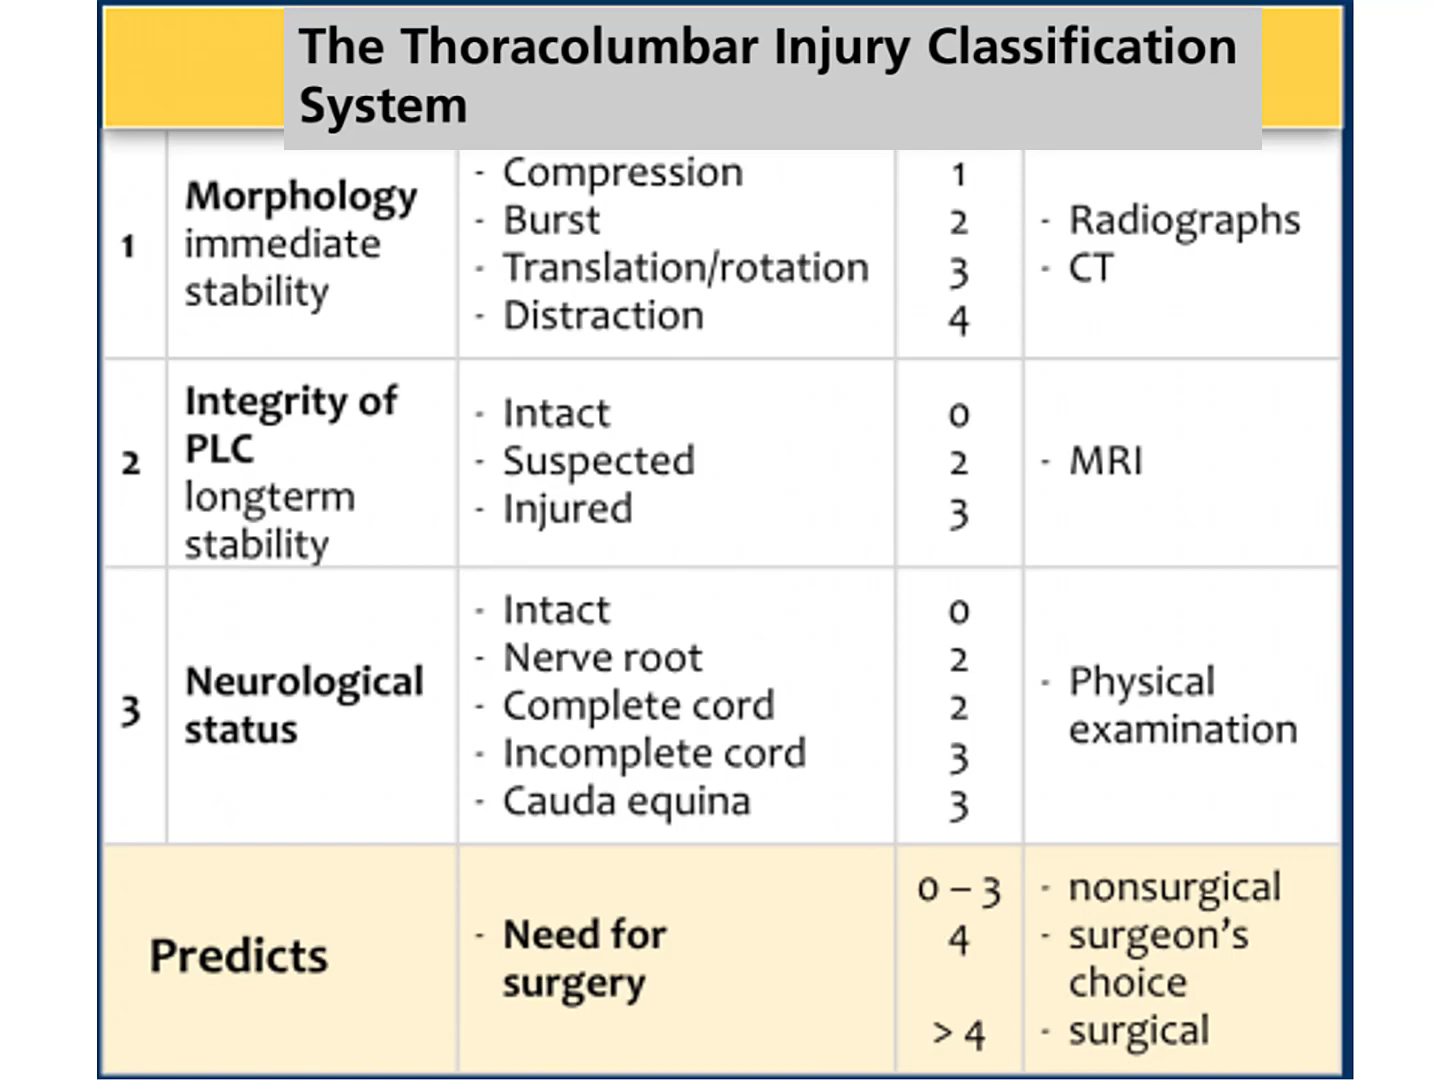 The Thoracolumbar Injury Classification
System
1
Morphology
immediate
stability
- Compression
- Burst
- Translation/rotation
- Distraction
1
2
3
4
- Radiographs
- CT
2
Integrity of
PLC
longterm
stability
- Intact
- Suspected
- Injured
0
2
3
- MRI
3
Neurological
status
- Intact
- Nerve root
- Complete cord
- Incomplete cord
- Cauda equina
0
2
2
3
3
- Physical
examination
Predicts
- Need for
surgery
0 – 3
4
> 4
- nonsurgical
- surgeon's
choice
- surgical